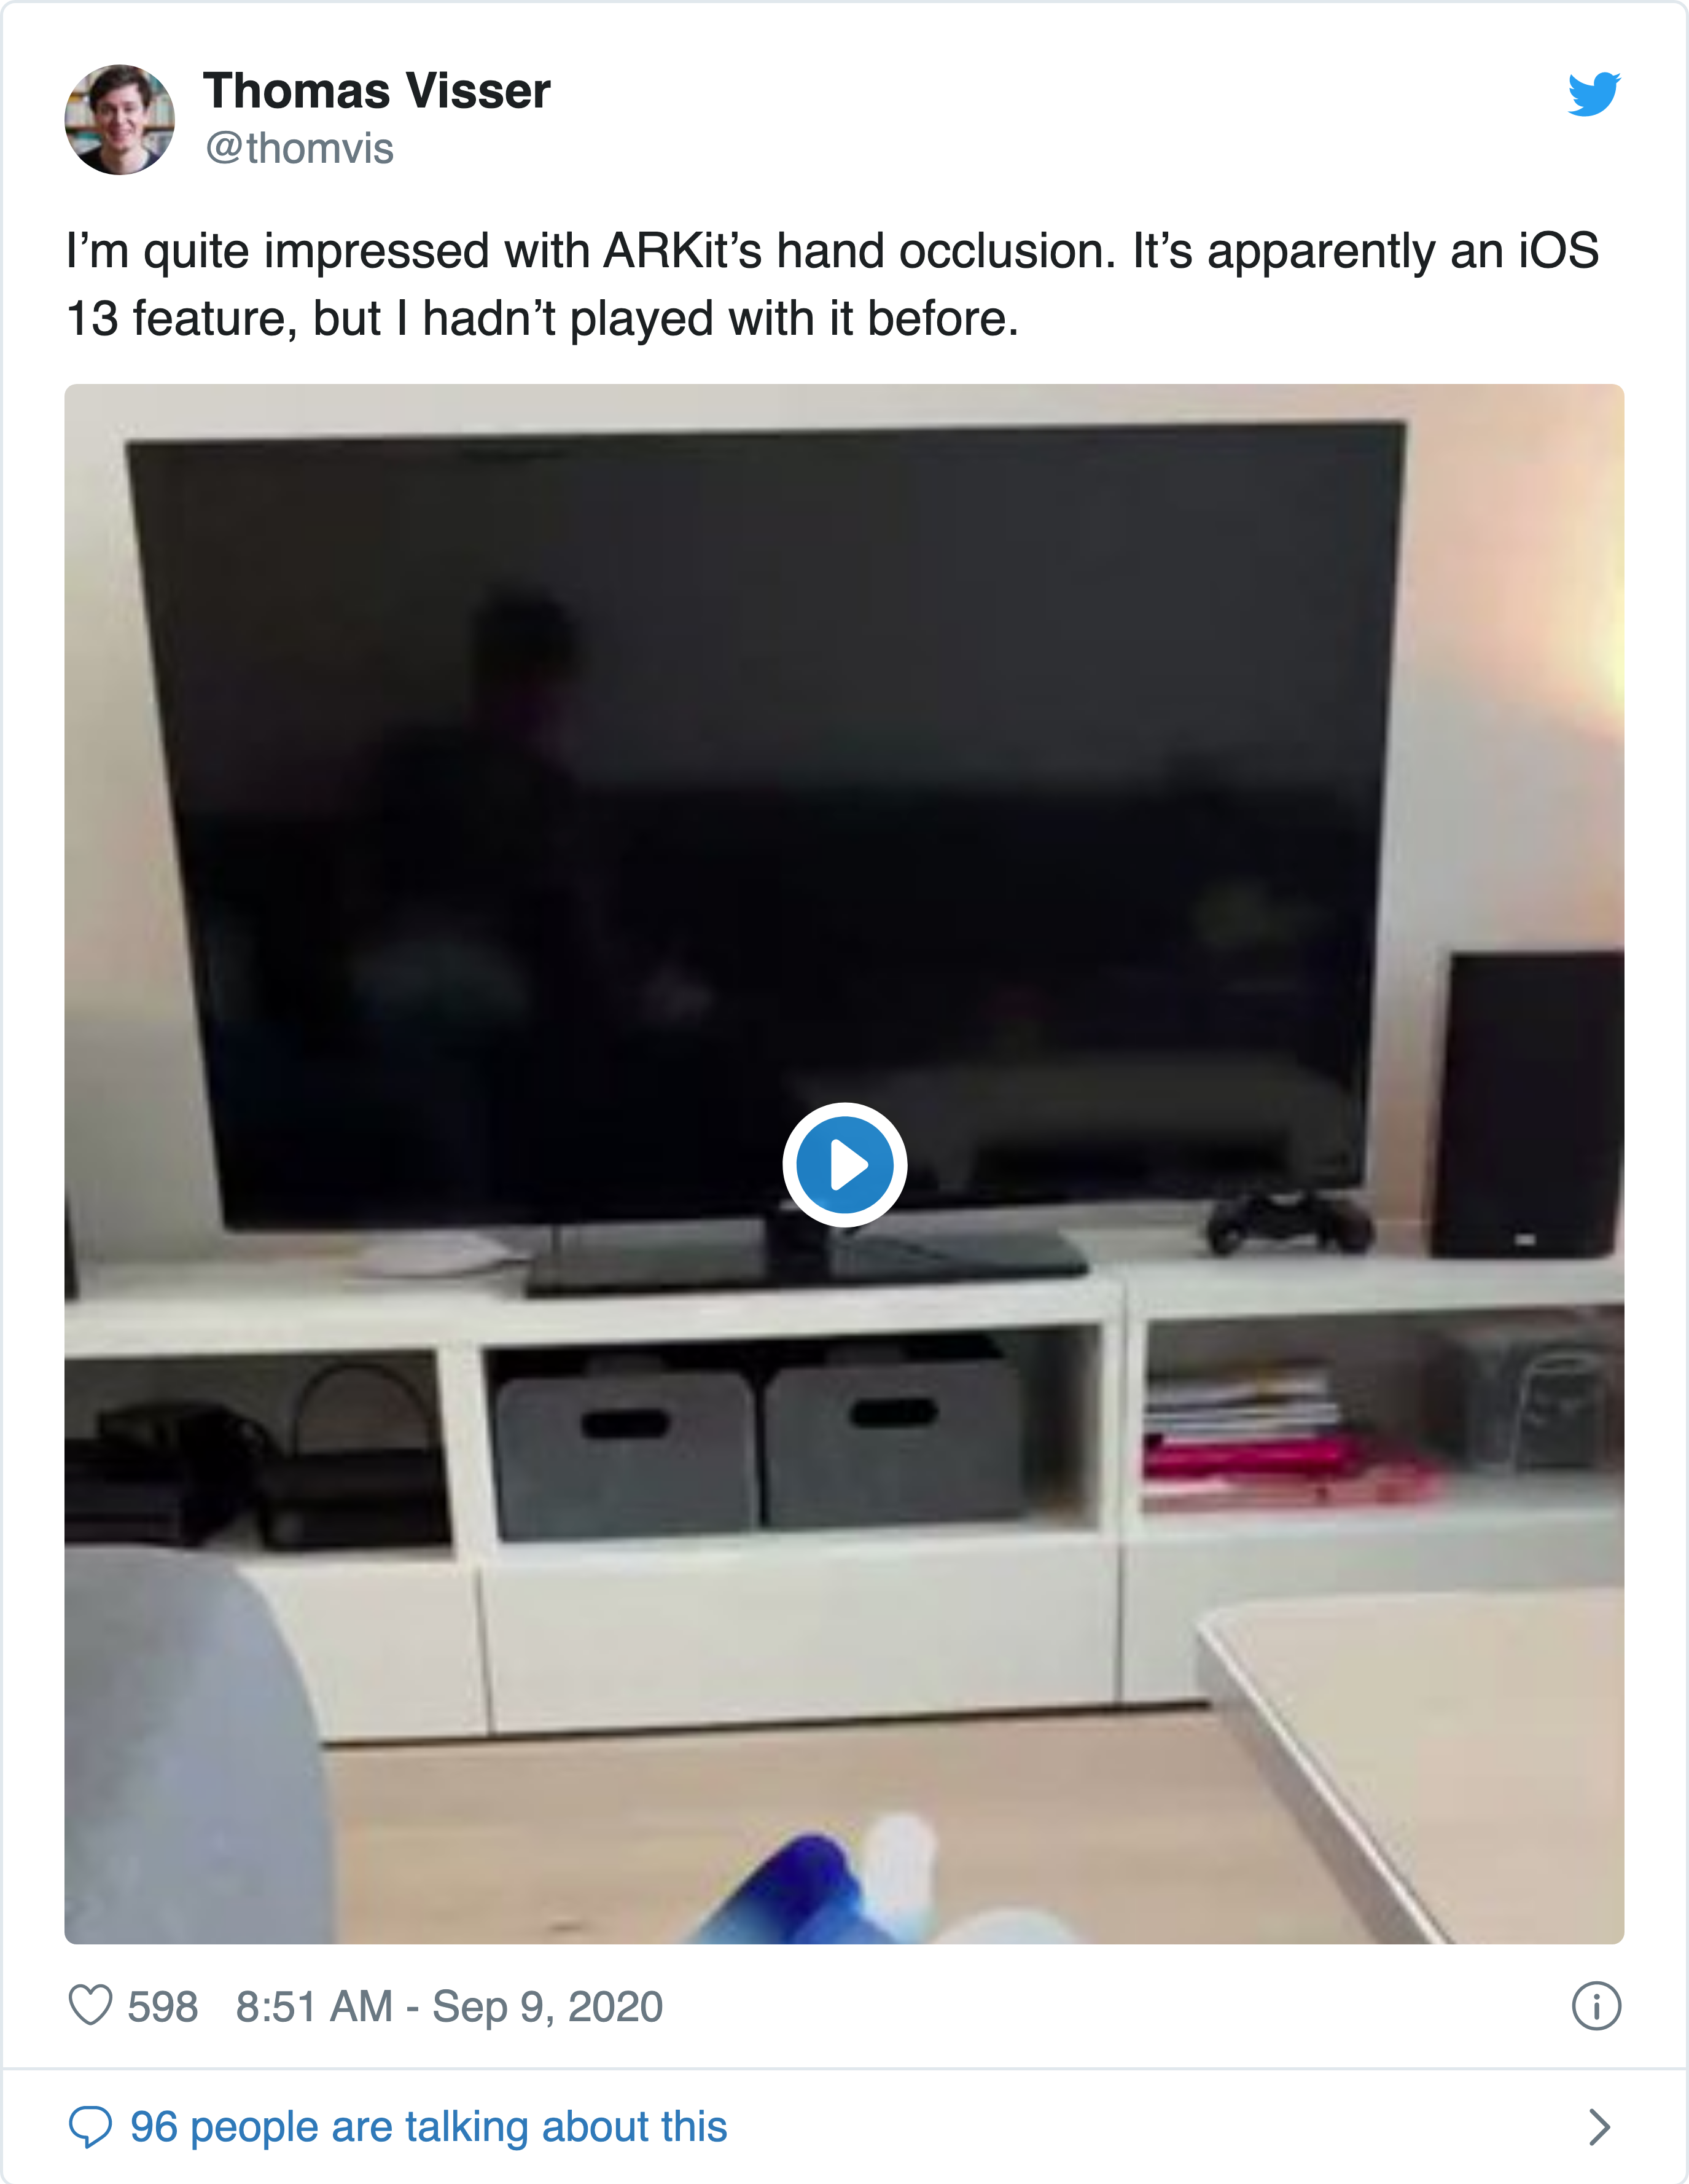 Thomas Visser
@thomvis
I’m quite impressed with ARKit’s hand occlusion. It’s apparently an iOS
13 feature, but I hadn’t played with it before.
598 8:51 AM - Sep 9, 2020
96 people are talking about this